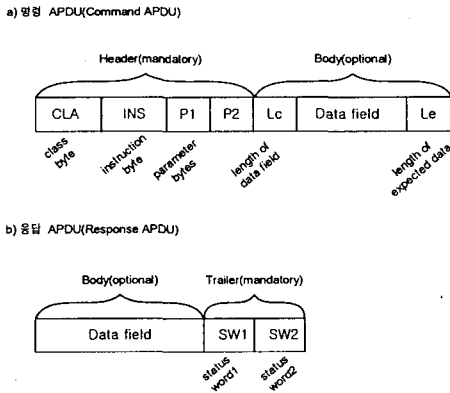 a) 명령 APDU(Command APDU)
Header(mandatory) Body(optional)
CLA INS P1 P2 Lc Data field Le
class byte
instruction byte
parameter bytes
length of data field
length of expected data
b) 응답 APDU(Response APDU)
Body(optional) Trailer(mandatory)
Data field SW1 SW2
status word1
status word2